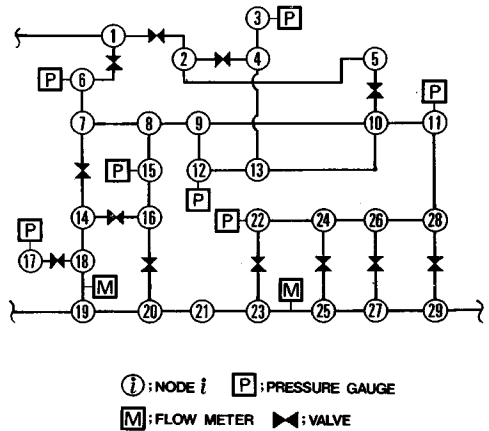 3 P
1
2 4 5
P 6 P
7 8 9 10 11
P 15 12 13
P
P 14 16 P 22 24 26 28
17 18
M M
19 20 21 23 25 27 29
i ; NODE i P ; PRESSURE GAUGE
M ; FLOW METER ; VALVE